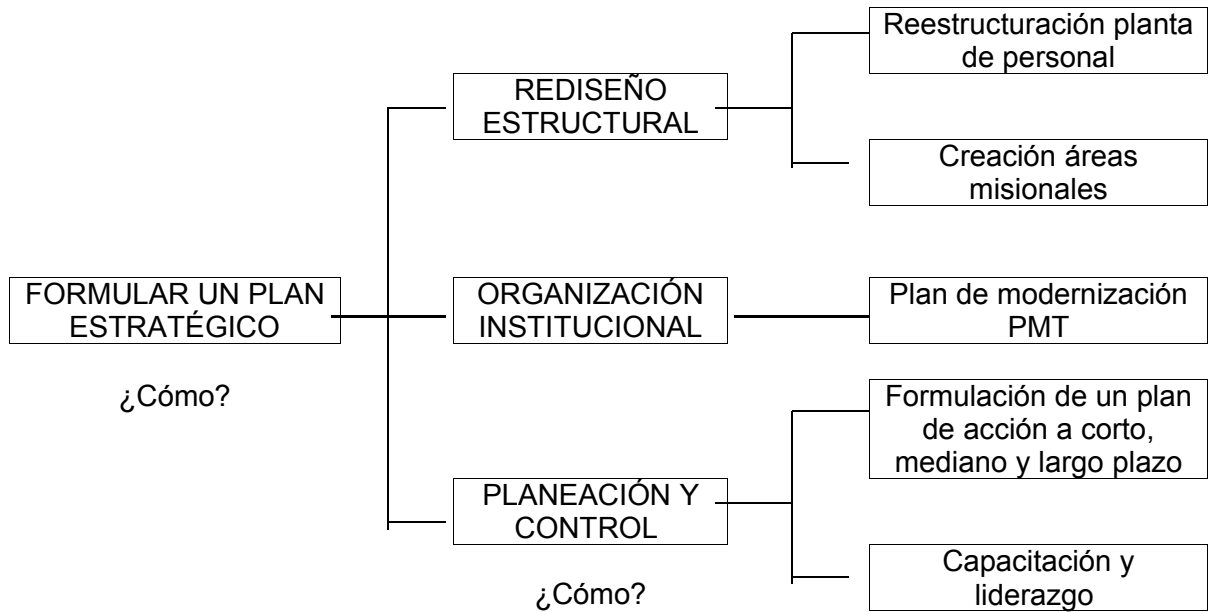 Reestructuración planta
de personal
REDISEÑO
ESTRUCTURAL
Creación áreas
misionales
FORMULAR UN PLAN
ESTRATÉGICO
ORGANIZACIÓN
INSTITUCIONAL
Plan de modernización
PMT
¿Cómo?
Formulación de un plan
de acción a corto,
mediano y largo plazo
PLANEACIÓN Y
CONTROL
Capacitación y
liderazgo
¿Cómo?